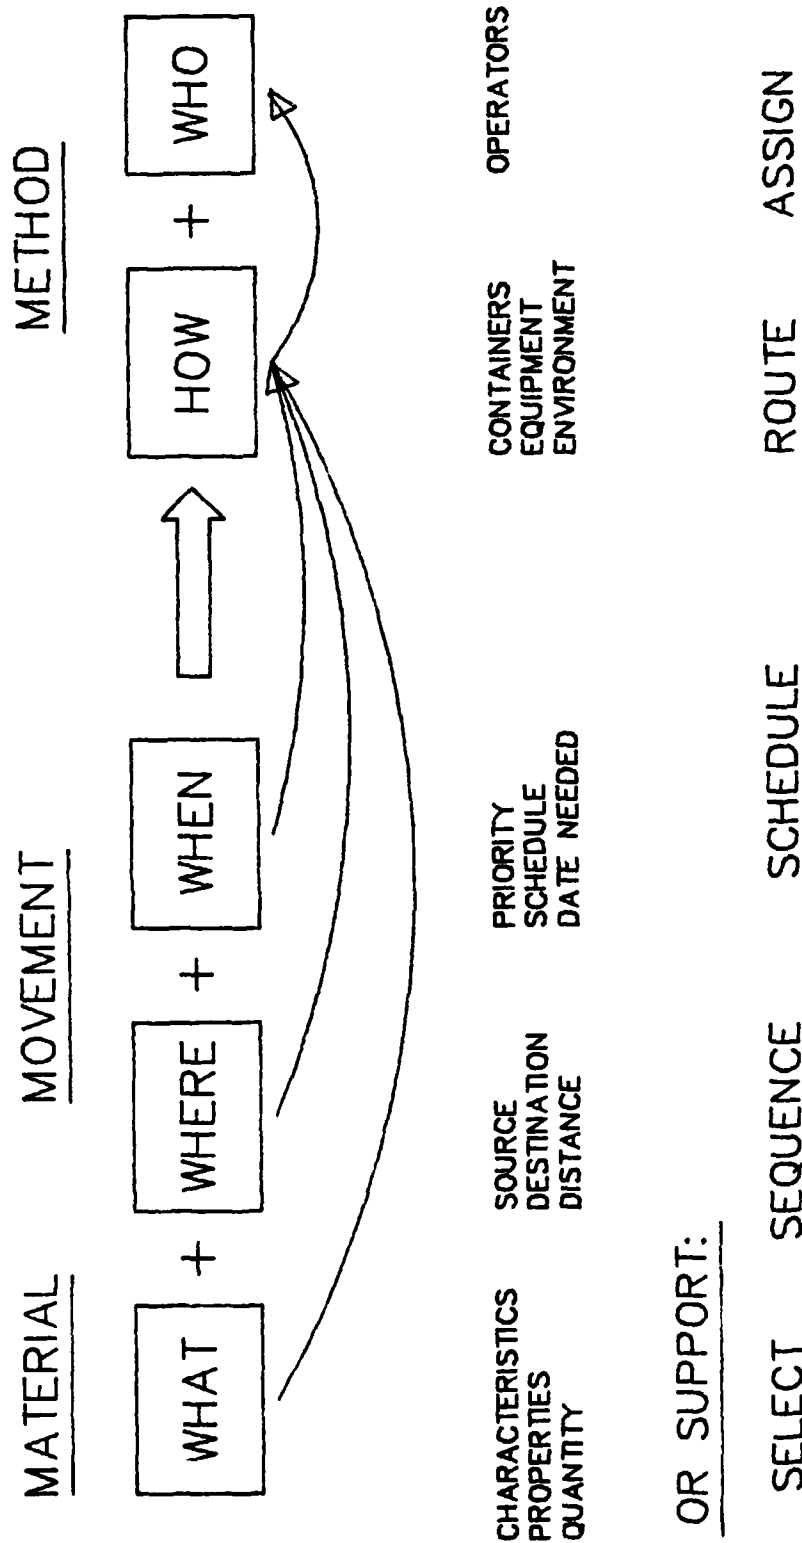 MATERIAL MOVEMENT METHOD
WHAT + WHERE + WHEN HOW + WHO
CHARACTERISTICS
PROPERTIES
QUANTITY
SOURCE
DESTINATION
DISTANCE
PRIORITY
SCHEDULE
DATE NEEDED
CONTAINERS
EQUIPMENT
ENVIRONMENT
OPERATORS
OR SUPPORT:
SELECT SEQUENCE SCHEDULE ROUTE ASSIGN